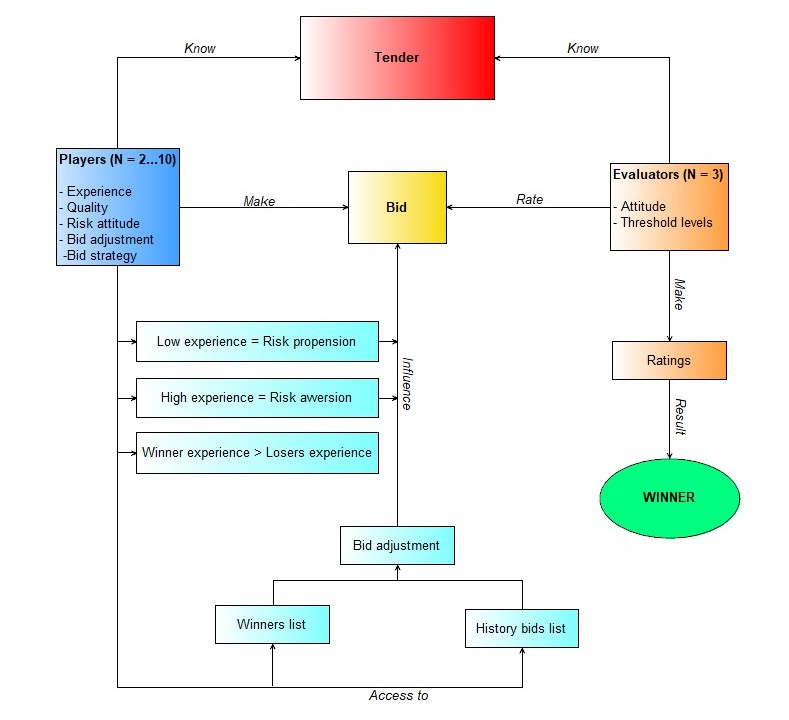 Know
Know
Tender
Players (N = 2...10)
- Experience
- Quality
- Risk attitude
- Bid adjustment
-Bid strategy
Make
Bid
Rate
Evaluators (N = 3)
- Attitude
- Threshold levels
Make
Low experience = Risk propension
Ratings
Influence
High experience = Risk awersion
Result
Winner experience > Losers experience
WINNER
Bid adjustment
Winners list
History bids list
Access to